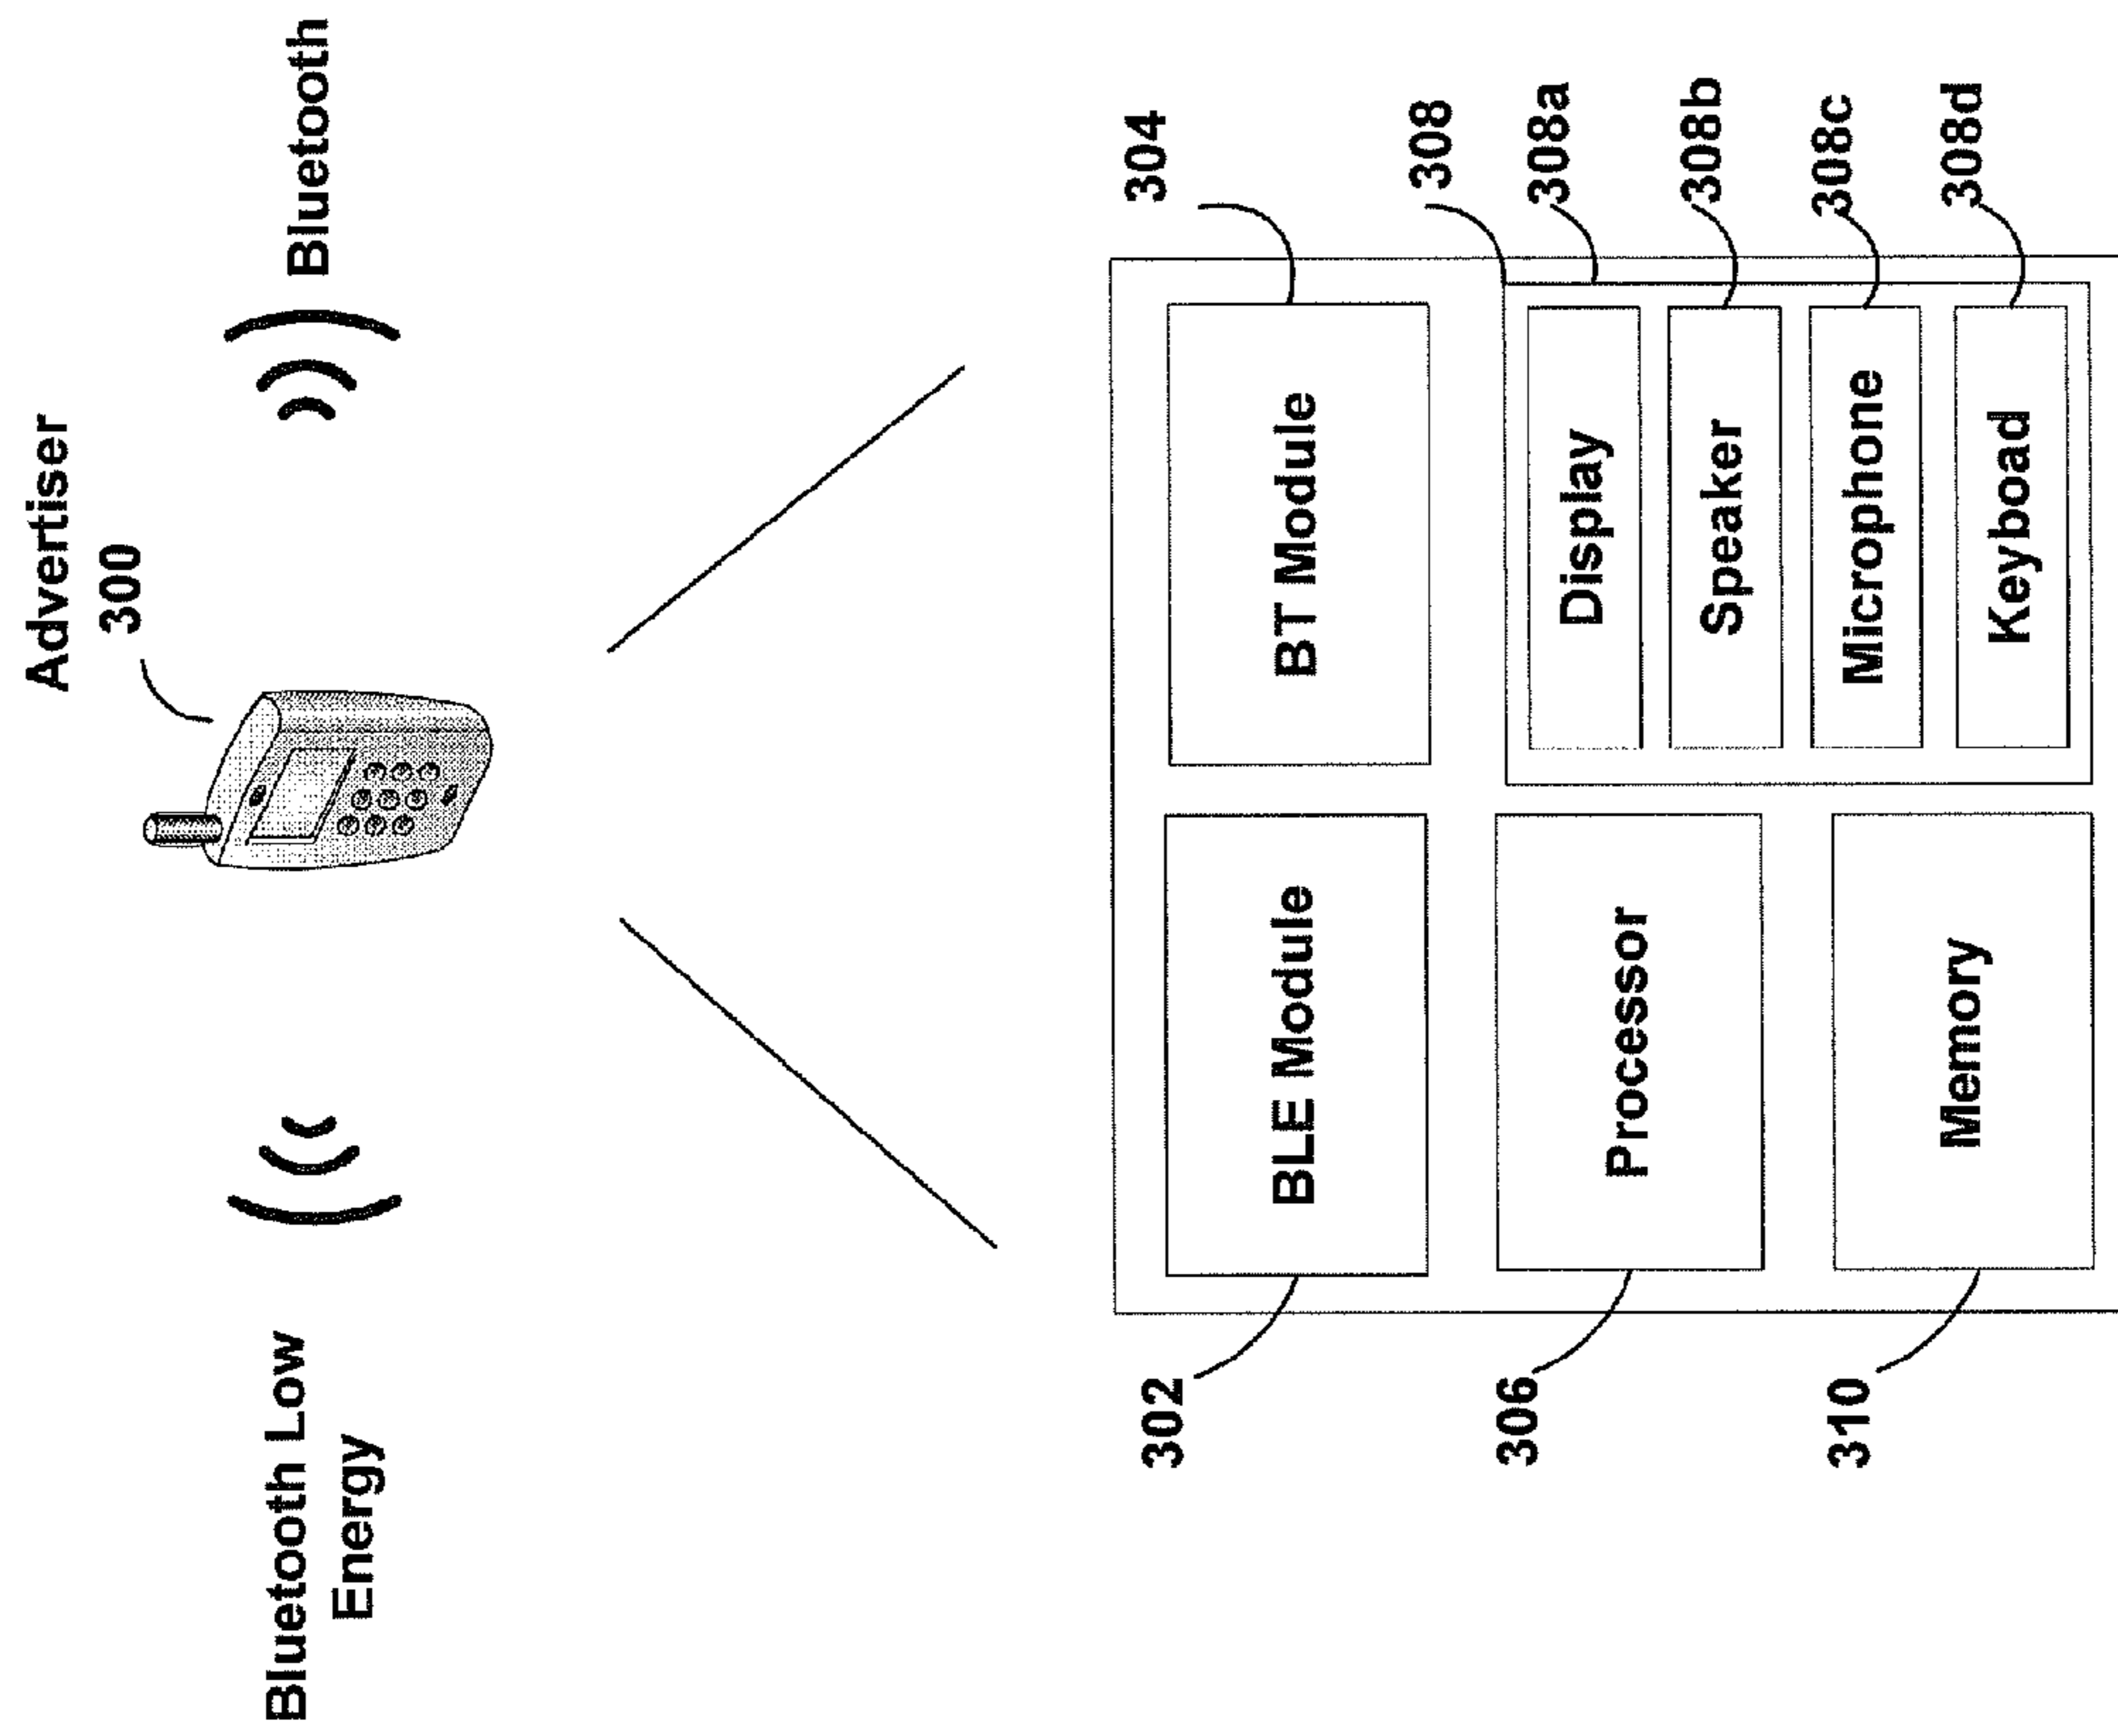 Advertiser
300
Bluetooth Low
Energy
Bluetooth
302
BLE Module
BT Module
304
306
Processor
308
Display
308a
Speaker
308b
310
Memory
Microphone
308c
Keyboad
308d